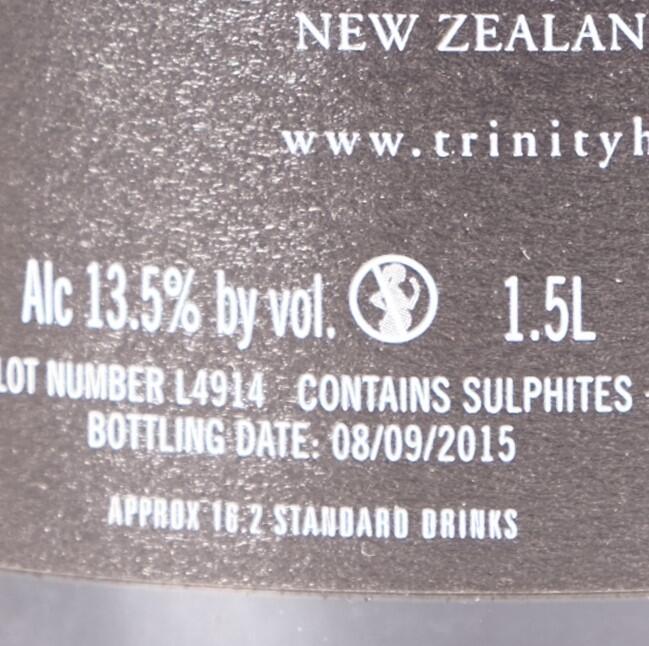 NEW ZEALAN
www.trinityh
Alc 13.5% by vol. 1.5L
LOT NUMBER L4914 CONTAINS SULPHITES -
BOTTLING DATE: 08/09/2015
APPROX 16.2 STANDARD DRINKS